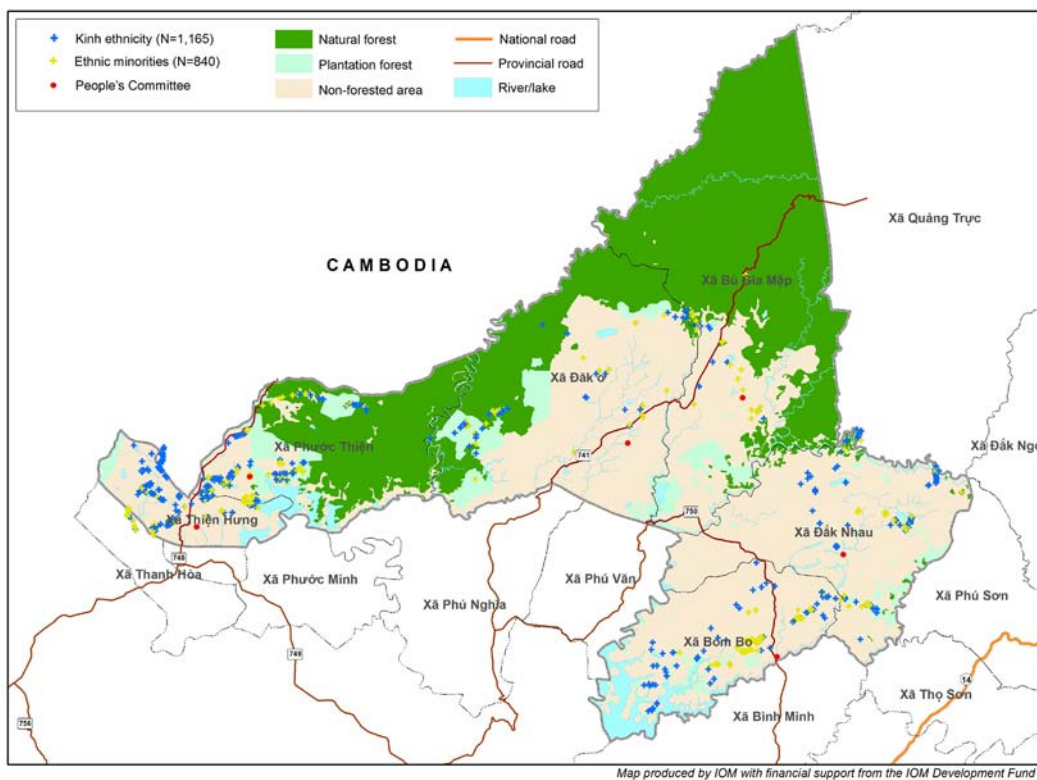 Kinh ethnicity (N=1,165)
Ethnic minorities (N=840)
People's Committee
Natural forest
Plantation forest
Non-forested area
National road
Provincial road
River/lake
Xã Quảng Trực
CAMBODIA
Xã Bù Gia Mập
Xã Đăk ơ
Xã Phước Thiện
741
Xã Đắk Ngo
750
Xã Thiện Hưng
Xã Đắk Nhau
748
Xã Thanh Hòa
Xã Phước Minh
Xã Phú Văn
Xã Phú Nghĩa
Xã Phú Sơn
Xã Bom Bo
749
14
Xã Thọ Sơn
Xã Bình Minh
756
Map produced by IOM with financial support from the IOM Development Fund